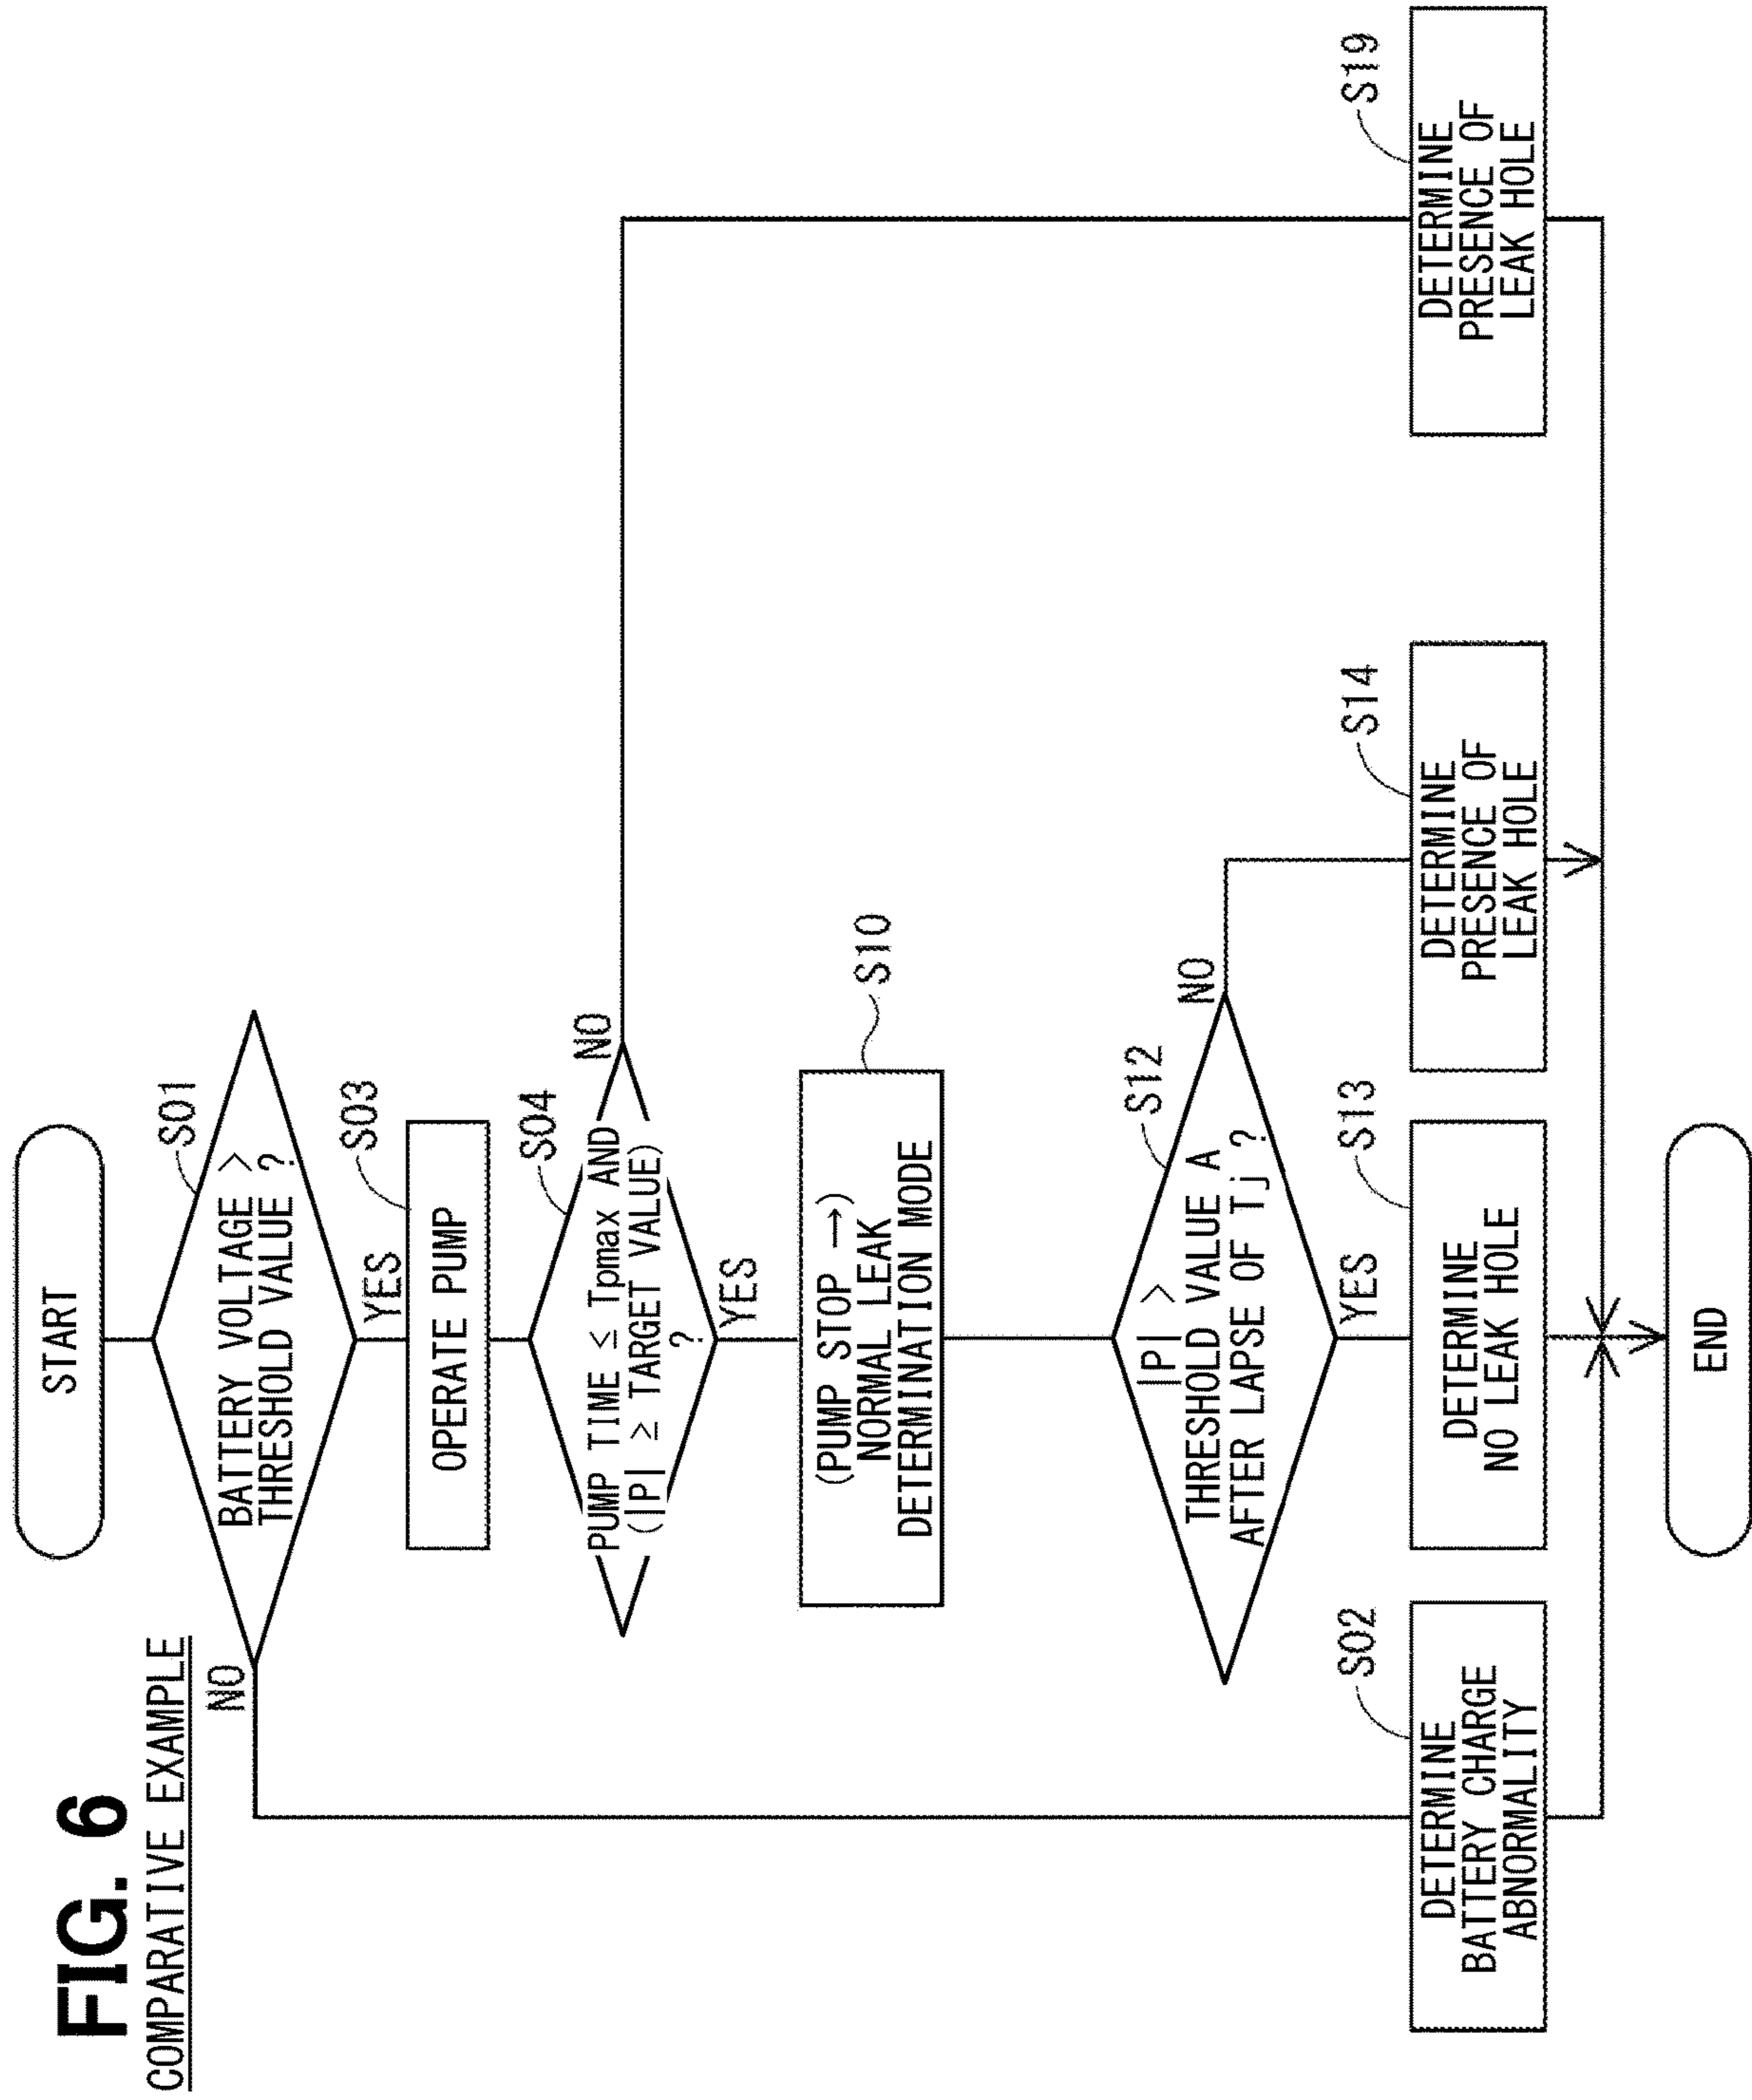 FIG. 6
COMPARATIVE EXAMPLE
START
S01
BATTERY VOLTAGE >
THRESHOLD VALUE ?
NO
YES
S03
OPERATE PUMP
S04
PUMP TIME ≤ Tpmax AND
(|P| ≥ TARGET VALUE)
?
NO
YES
S10
(PUMP STOP →)
NORMAL LEAK
DETERMINATION MODE
S12
|P| >
THRESHOLD VALUE A
AFTER LAPSE OF Tj ?
NO
YES
S02
DETERMINE
BATTERY CHARGE
ABNORMALITY
S13
DETERMINE
NO LEAK HOLE
S14
DETERMINE
PRESENCE OF
LEAK HOLE
S19
DETERMINE
PRESENCE OF
LEAK HOLE
END